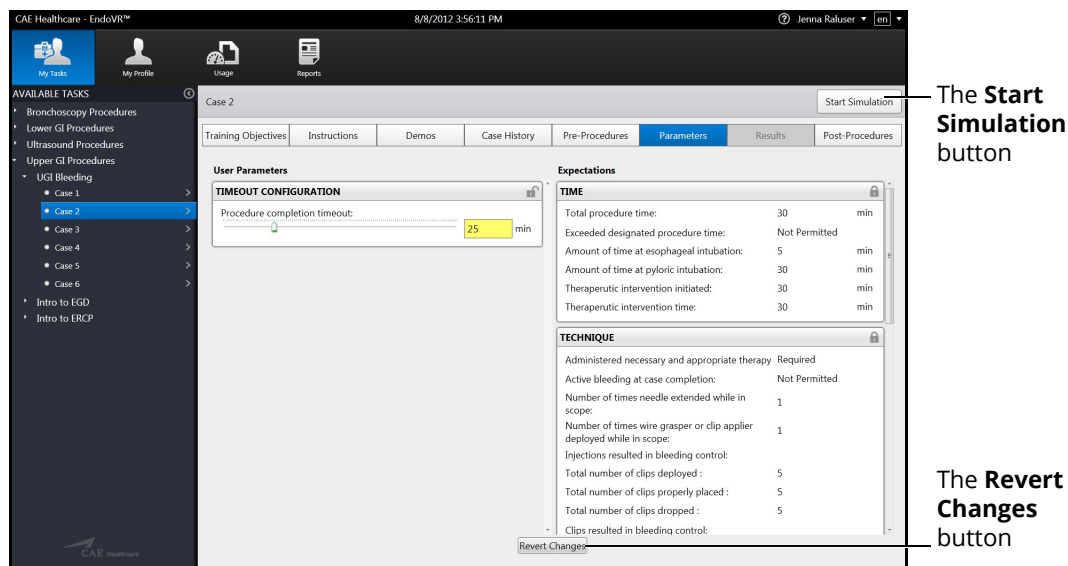 CAE Healthcare - EndoVR™
8/8/2012 3:56:11 PM
? Jenna Raluser en
My Tasks
My Profile
Usage
Reports
AVAILABLE TASKS
Bronchoscopy Procedures
Lower GI Procedures
Ultrasound Procedures
Upper GI Procedures
UGI Bleeding
Case 1
Case 2
Case 3
Case 4
Case 5
Case 6
Intro to EGD
Intro to ERCP
CAE Healthcare
Case 2
Start Simulation
Training Objectives
Instructions
Demos
Case History
Pre-Procedures
Parameters
Results
Post-Procedures
User Parameters
TIMEOUT CONFIGURATION
Procedure completion timeout:
25 min
Expectations
TIME
Total procedure time: 30 min
Exceeded designated procedure time: Not Permitted
Amount of time at esophageal intubation: 5 min
Amount of time at pyloric intubation: 30 min
Theraperutic intervention initiated: 30 min
Theraperutic intervention time: 30 min
TECHNIQUE
Administered necessary and appropriate therapy Required
Active bleeding at case completion: Not Permitted
Number of times needle extended while in
scope: 1
Number of times wire grasper or clip applier
deployed while in scope: 1
Injections resulted in bleeding control:
Total number of clips deployed : 5
Total number of clips properly placed : 5
Total number of clips dropped : 5
Clips resulted in bleeding control:
Revert Changes
The Start
Simulation
button
The Revert
Changes
button